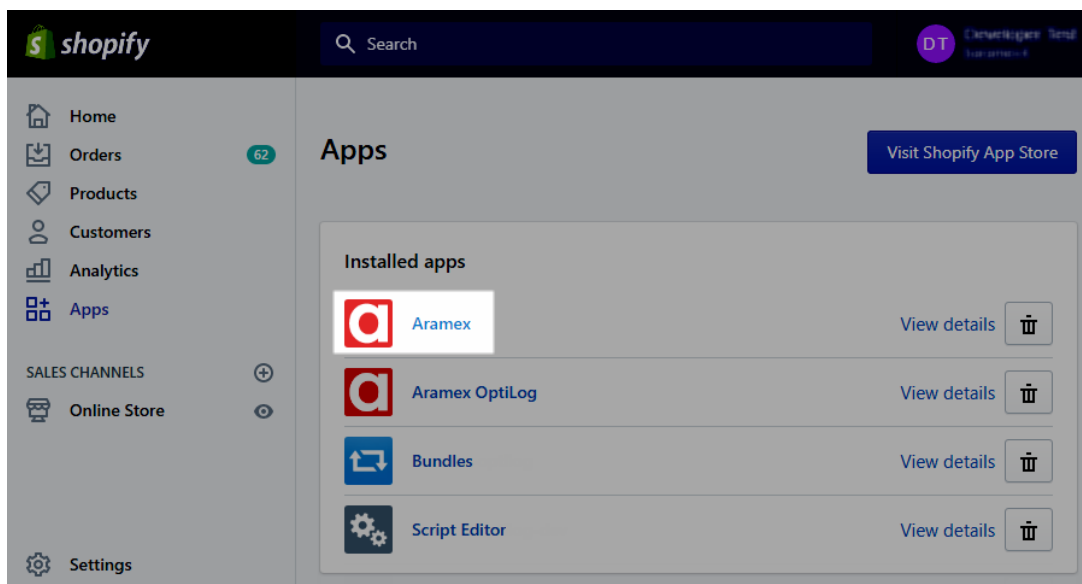 shopify
Search
DT
Home
Orders 62
Products
Customers
Analytics
Apps
SALES CHANNELS
Online Store
Settings
Apps
Visit Shopify App Store
Installed apps
Aramex View details
Aramex OptiLog View details
Bundles View details
Script Editor View details